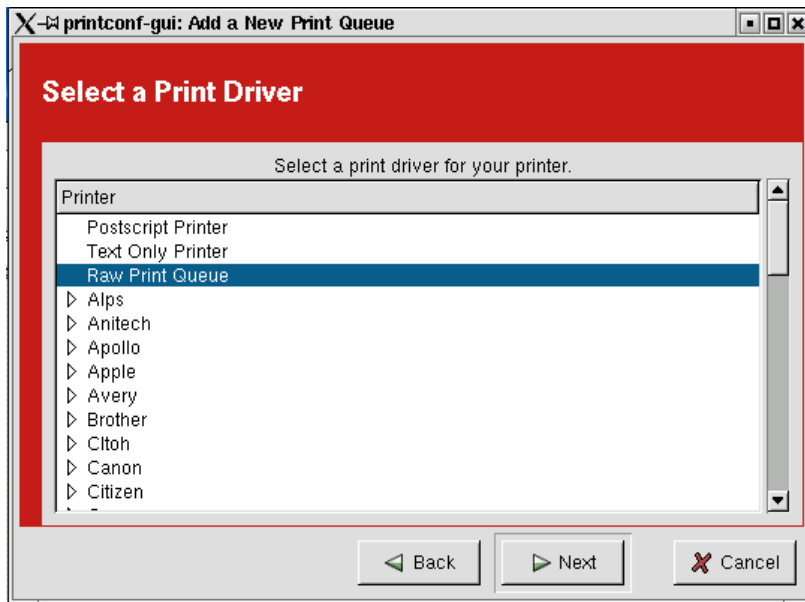 printconf-gui: Add a New Print Queue
Select a Print Driver
Select a print driver for your printer.
Printer
Postscript Printer
Text Only Printer
Raw Print Queue
Alps
Anitech
Apollo
Apple
Avery
Brother
CItoh
Canon
Citizen
Back
Next
Cancel